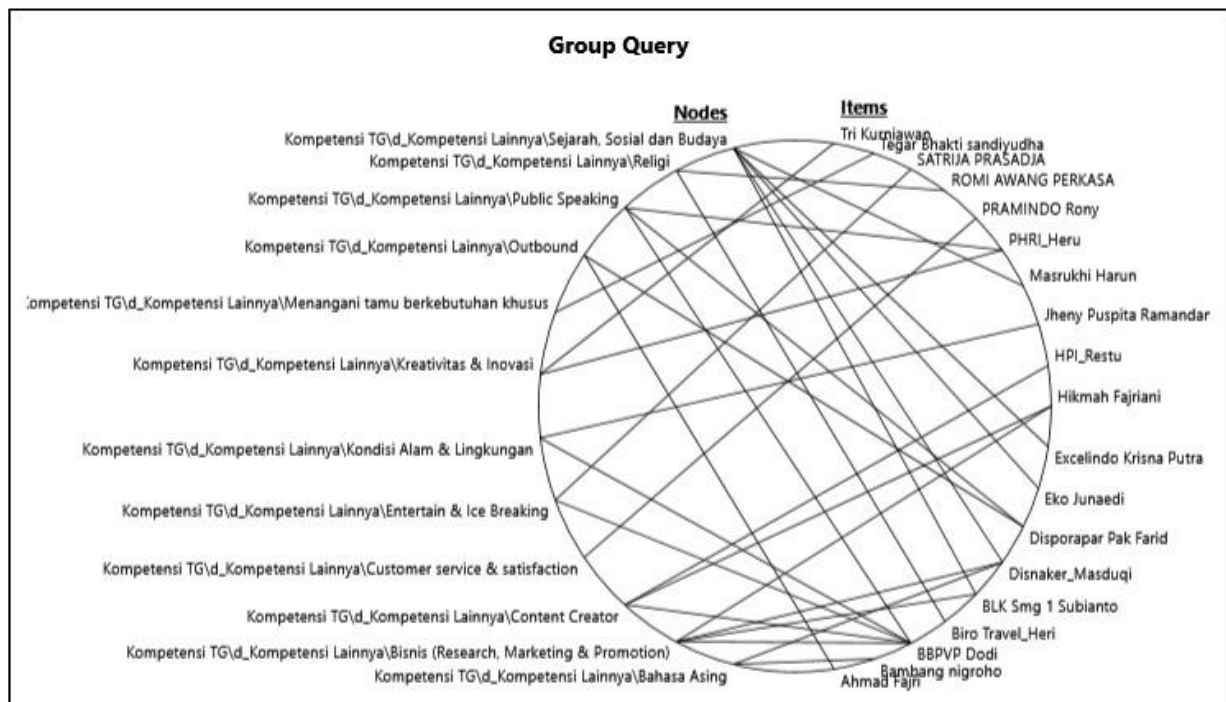 Group Query
Nodes
Items
Kompetensi TG\d_Kompetensi Lainnya\Sejarah, Sosial dan Budaya
Kompetensi TG\d_Kompetensi Lainnya\Religi
Kompetensi TG\d_Kompetensi Lainnya\Public Speaking
Kompetensi TG\d_Kompetensi Lainnya\Outbound
Kompetensi TG\d_Kompetensi Lainnya\Menangani tamu berkebutuhan khusus
Kompetensi TG\d_Kompetensi Lainnya\Kreativitas & Inovasi
Kompetensi TG\d_Kompetensi Lainnya\Kondisi Alam & Lingkungan
Kompetensi TG\d_Kompetensi Lainnya\Entertain & Ice Breaking
Kompetensi TG\d_Kompetensi Lainnya\Customer service & satisfaction
Kompetensi TG\d_Kompetensi Lainnya\Content Creator
Kompetensi TG\d_Kompetensi Lainnya\Bisnis (Research, Marketing & Promotion)
Kompetensi TG\d_Kompetensi Lainnya\Bahasa Asing
Tri Kurniawan
Tegar Bhakti sandiyudha
SATRIJA PRASADJA
ROMI AWANG PERKASA
PRAMINDO Rony
PHRI_Heru
Masrukhi Harun
Jheny Puspita Ramandar
HPI_Restu
Hikmah Fajriani
Excelindo Krisna Putra
Eko Junaedi
Disporapar Pak Farid
Disnaker_Masduqi
BLK Smg 1 Subianto
Biro Travel_Heri
BBPVP Dodi
Bambang nigroho
Ahmad Fajri